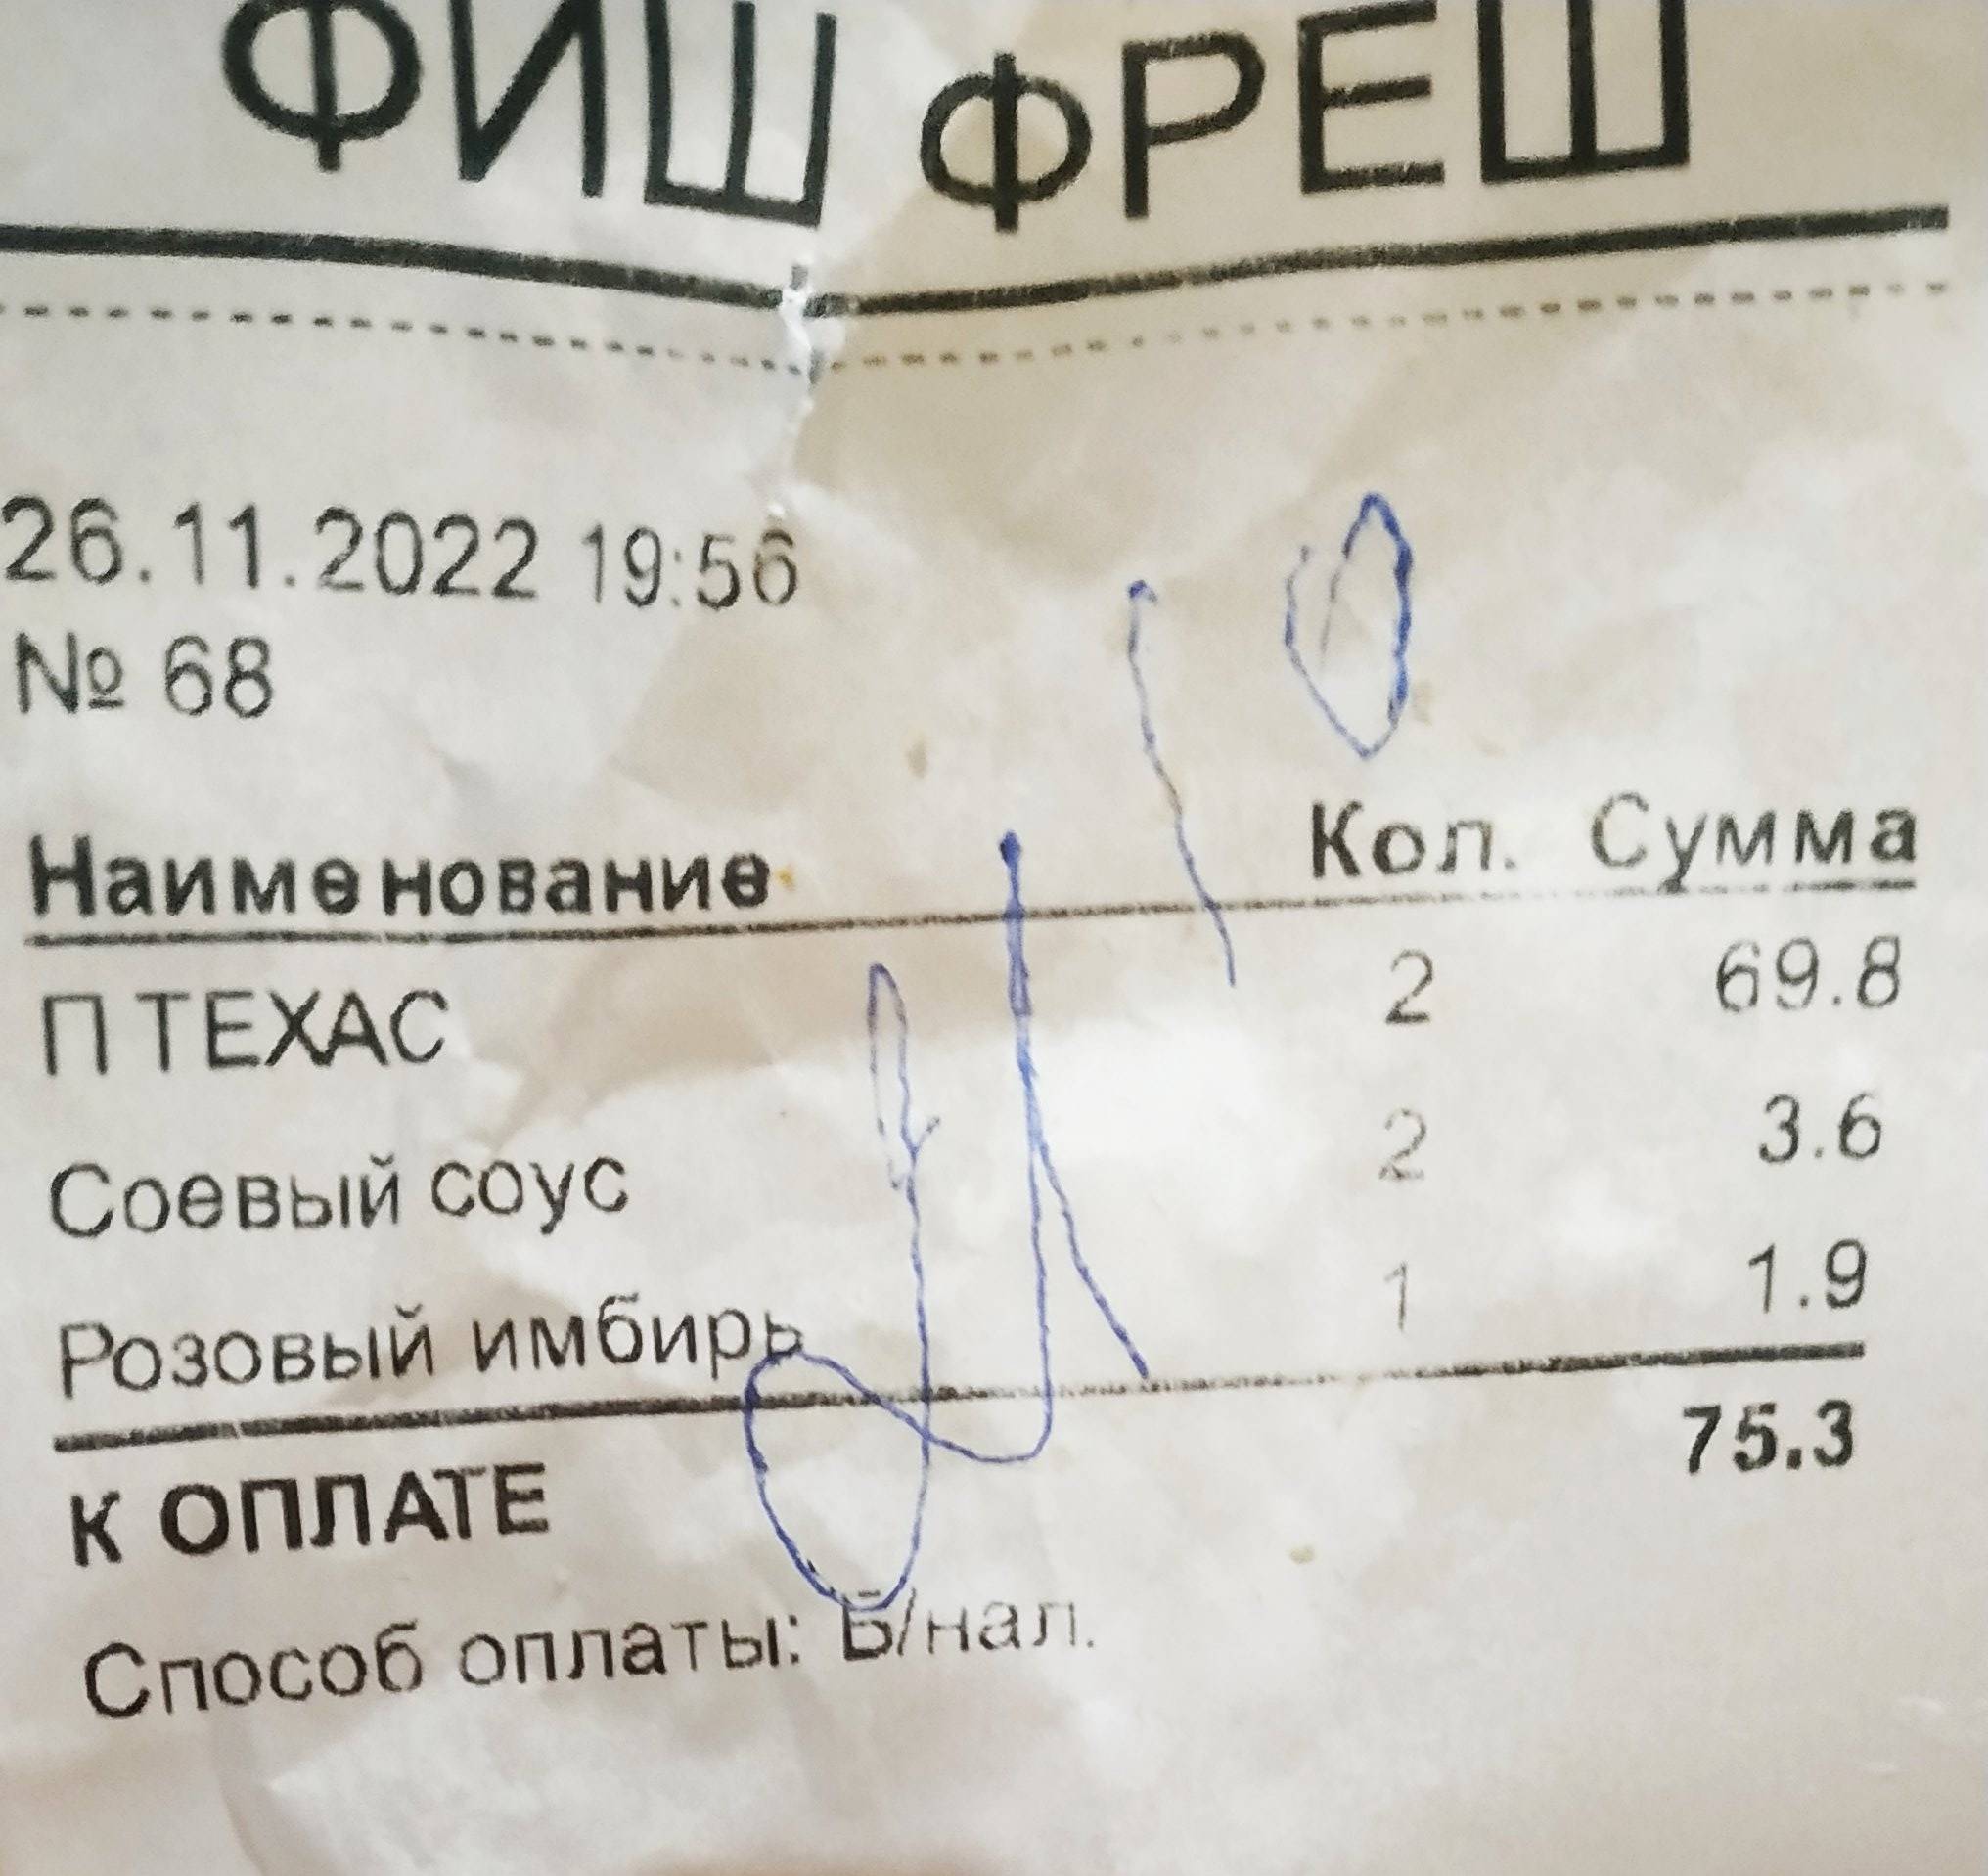 ФИШ ФРЕШ
26.11.2022 19:56
№ 68
Наименование Кол. Сумма
П ТЕХАС 2 69.8
Соевый соус 2 3.6
Розовый имбирь 1 1.9
К ОПЛАТЕ 75.3
Способ оплаты: Б/нал.